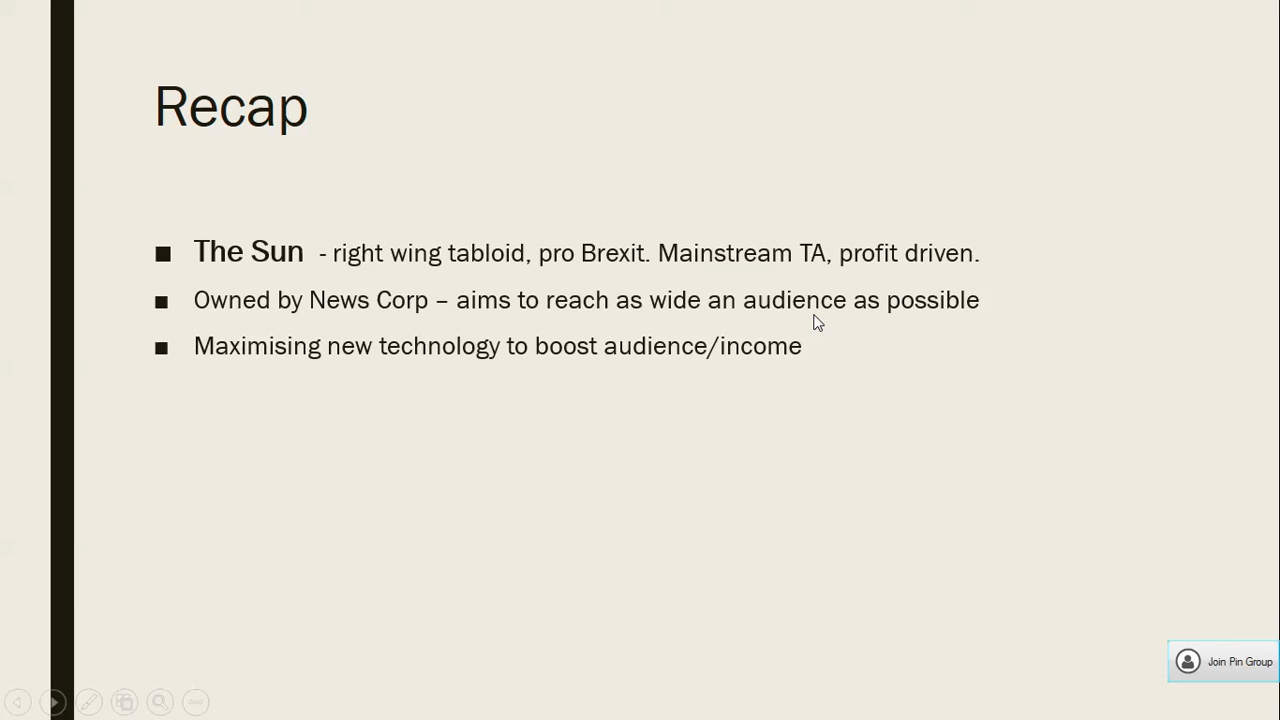 Recap
■ The Sun - right wing tabloid, pro Brexit. Mainstream TA, profit driven.
■ Owned by News Corp – aims to reach as wide an audience as possible
■ Maximising new technology to boost audience/income
Join Pin Group